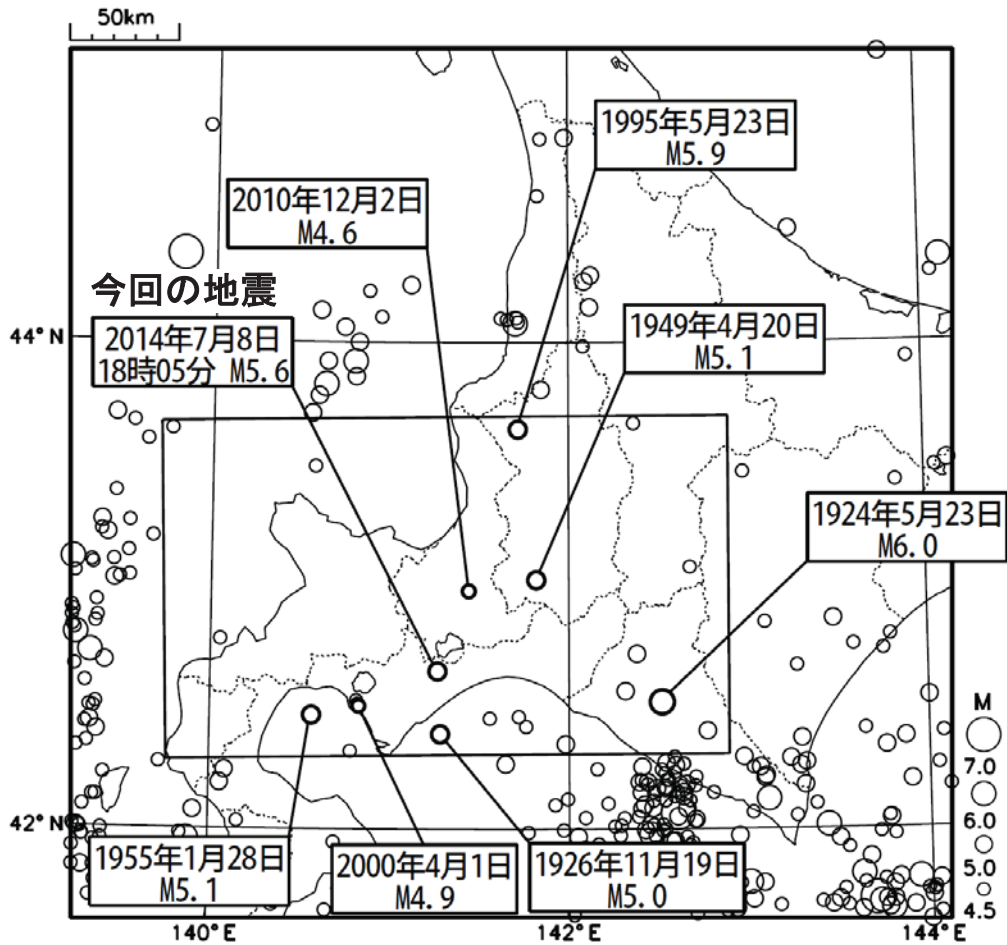 50km
1995年5月23日
M5.9
2010年12月2日
M4.6
今回の地震
2014年7月8日
18時05分 M5.6
44°N
1949年4月20日
M5.1
1924年5月23日
M6.0
M
7.0
6.0
5.0
4.5
42°N
1955年1月28日
M5.1
2000年4月1日
M4.9
1926年11月19日
M5.0
140°E
142°E
144°E